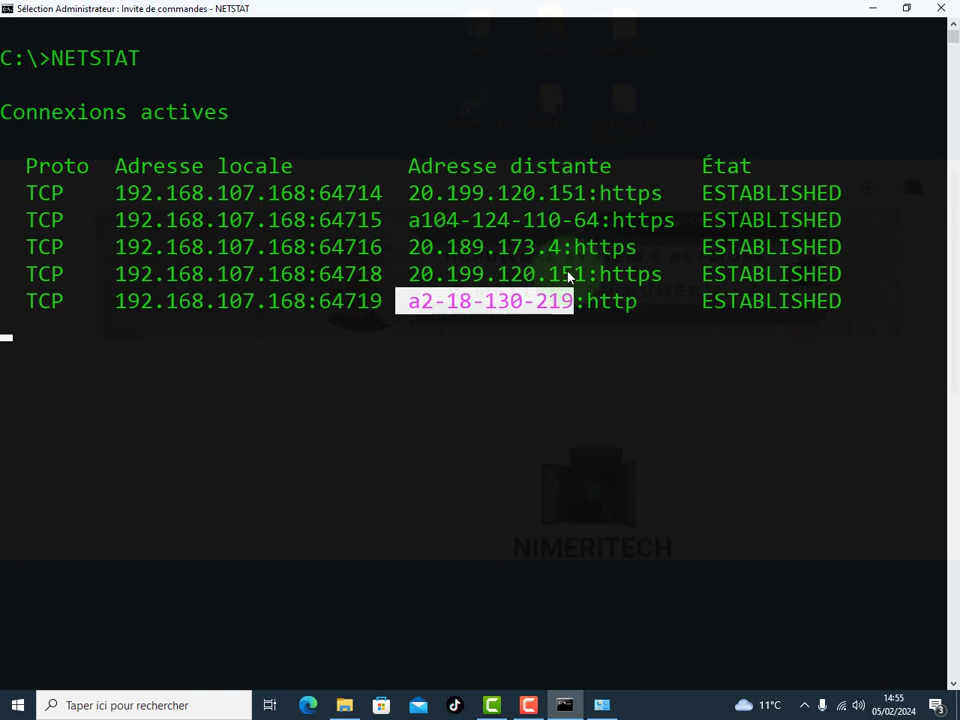 Sélection Administrateur : Invite de commandes - NETSTAT
C:\>NETSTAT
Connexions actives
Proto Adresse locale Adresse distante État
TCP 192.168.107.168:64714 20.199.120.151:https ESTABLISHED
TCP 192.168.107.168:64715 a104-124-110-64:https ESTABLISHED
TCP 192.168.107.168:64716 20.189.173.4:https ESTABLISHED
TCP 192.168.107.168:64718 20.199.120.151:https ESTABLISHED
TCP 192.168.107.168:64719 a2-18-130-219:http ESTABLISHED
NIMERITECH
Taper ici pour rechercher
11°C
14:55
05/02/2024
3